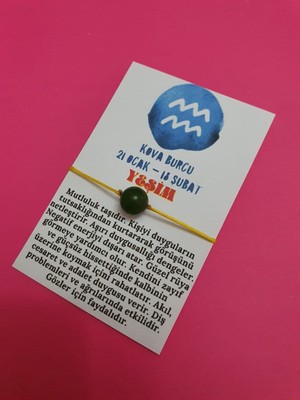 KOVA BURCU
21 OCAK – 18 ŞUBAT
YEŞİM
Mutluluk taşıdır. Kişiyi duyguların
tutsaklığından kurtararak görüşünü
netleştirir. Aşırı duygusallığı dengeler.
Negatif enerjiyi dışarı atar. Güzel rüya
görmeye yardımcı olur. Kendini zayıf
ve güçsüz hissettiğinde kalbinin
üzerine koymak için rahatlatır. Akıl,
cesaret ve adalet duygusu verir. Diş
problemleri ve ağrılarında etkilidir.
Gözler için faydalıdır.